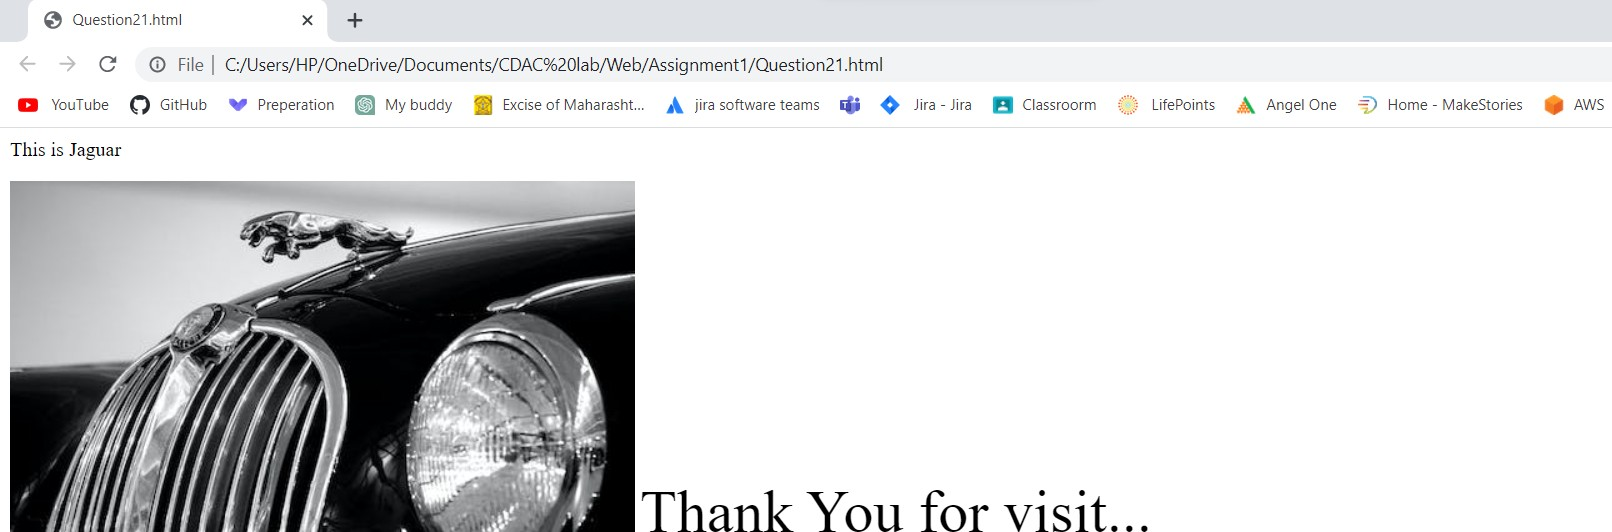 Question21.html
File | C:/Users/HP/OneDrive/Documents/CDAC%20lab/Web/Assignment1/Question21.html
YouTube GitHub Preperation My buddy Excise of Maharasht... jira software teams Jira - Jira Classroorm LifePoints Angel One Home - MakeStories AWS
This is Jaguar
Thank You for visit...